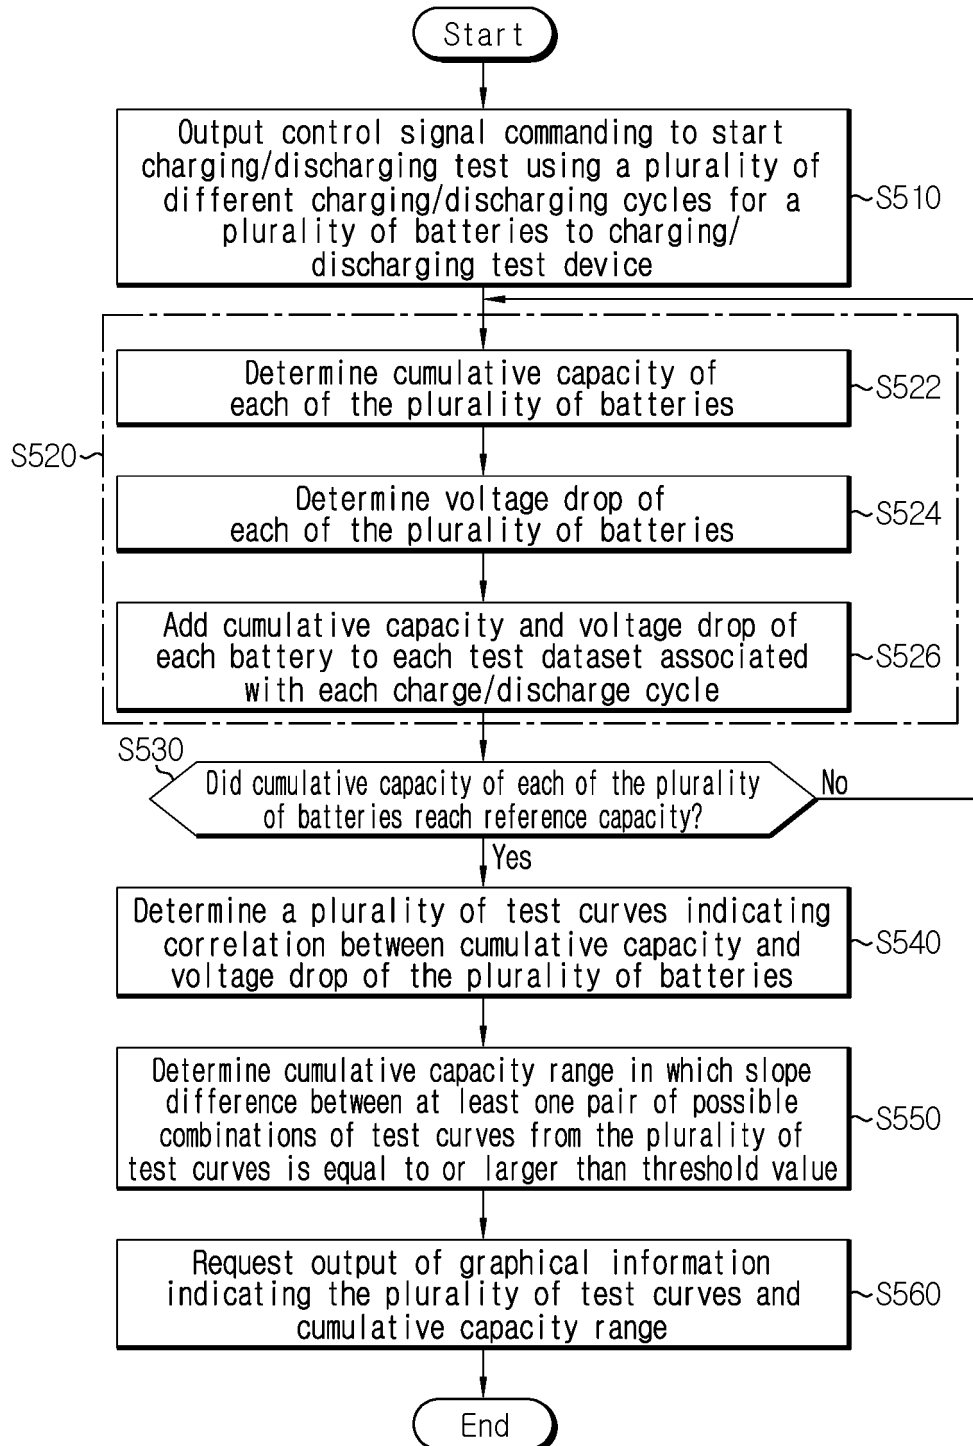 Start
Output control signal commanding to start
charging/discharging test using a plurality of
different charging/discharging cycles for a
plurality of batteries to charging/
discharging test device
S510
Determine cumulative capacity of
each of the plurality of batteries
S522
S520
Determine voltage drop of
each of the plurality of batteries
S524
Add cumulative capacity and voltage drop of
each battery to each test dataset associated
with each charge/discharge cycle
S526
S530
Did cumulative capacity of each of the plurality
of batteries reach reference capacity?
No
Yes
Determine a plurality of test curves indicating
correlation between cumulative capacity and
voltage drop of the plurality of batteries
S540
Determine cumulative capacity range in which slope
difference between at least one pair of possible
combinations of test curves from the plurality of
test curves is equal to or larger than threshold value
S550
Request output of graphical information
indicating the plurality of test curves and
cumulative capacity range
S560
End